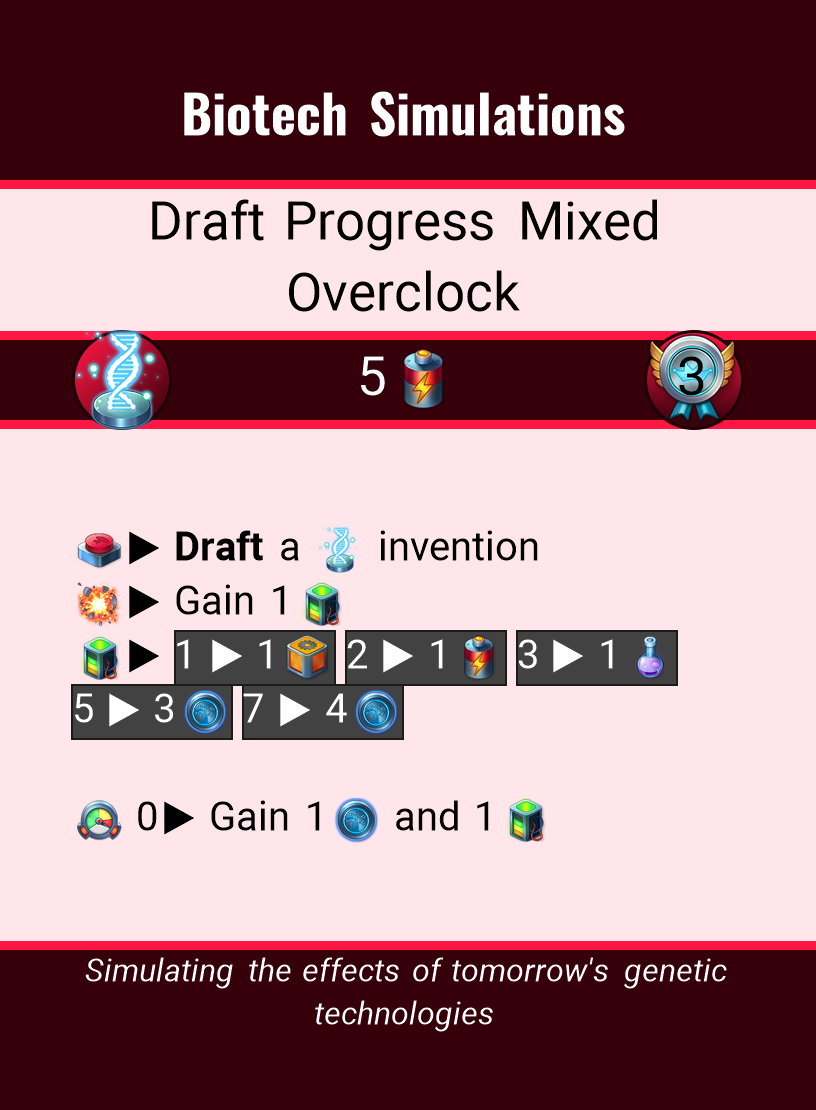 Biotech Simulations
Draft Progress Mixed
Overclock
5
3
▶ Draft a invention
▶ Gain 1
▶ 1 ▶ 1 2 ▶ 1 3 ▶ 1
5 ▶ 3 7 ▶ 4
0▶ Gain 1 and 1
Simulating the effects of tomorrow's genetic
technologies